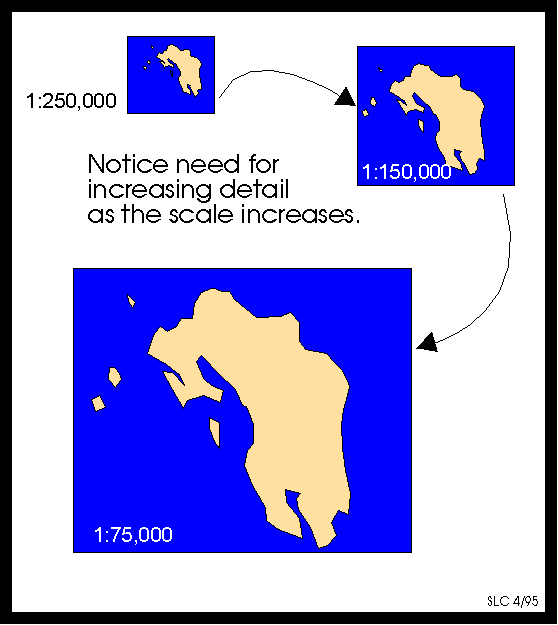 1:250,000
1:150,000
Notice need for
increasing detail
as the scale increases.
1:75,000
SLC 4/95